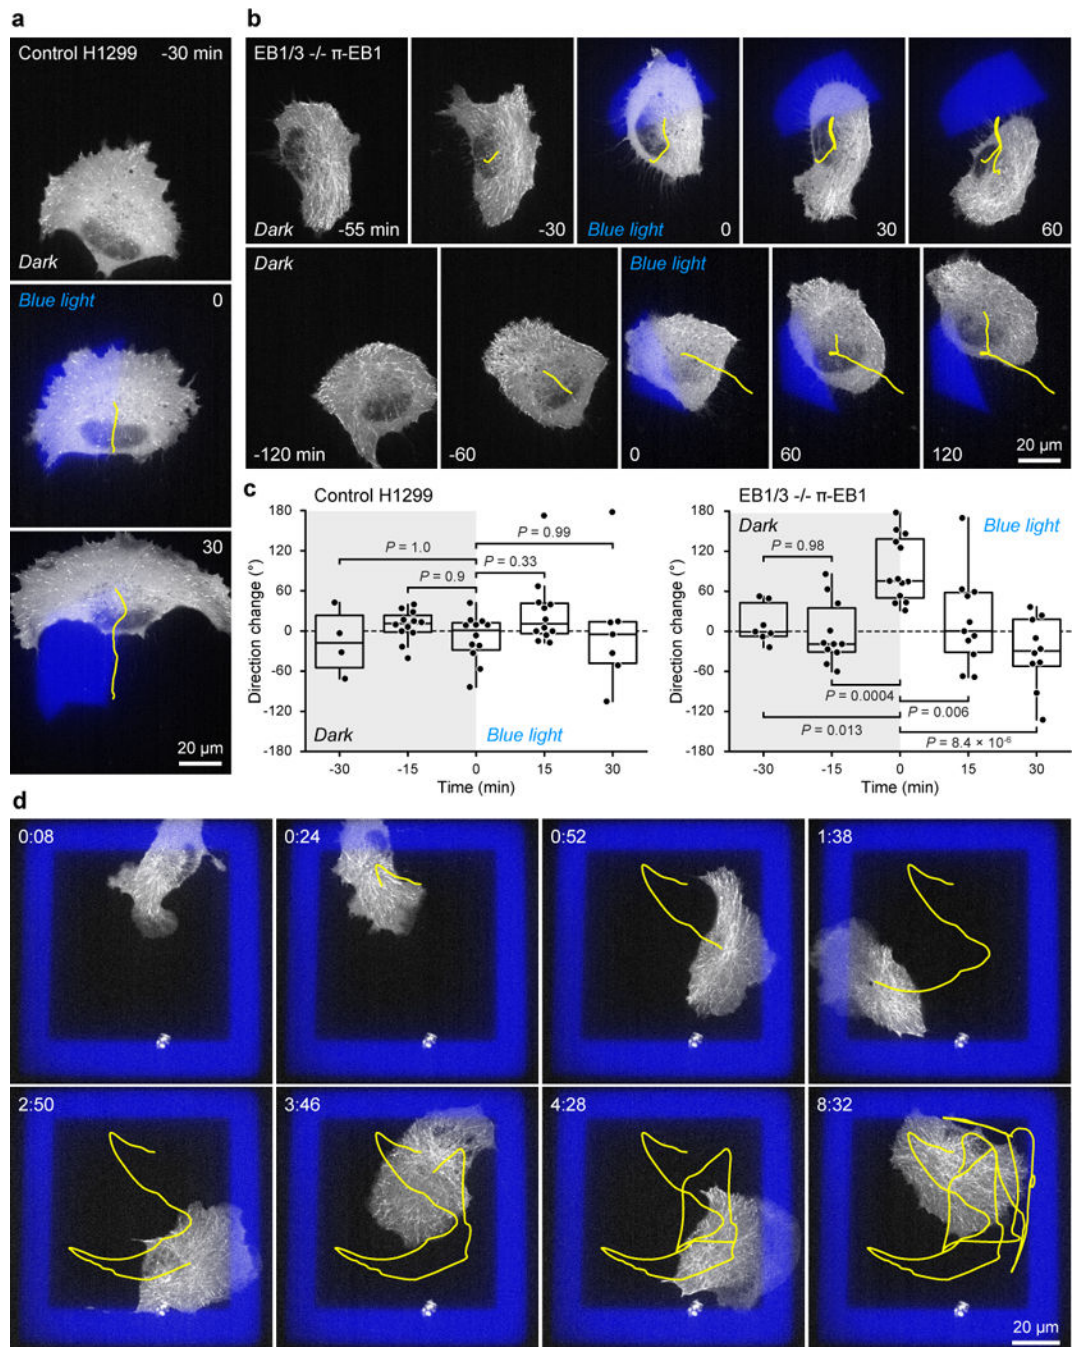 a
Control H1299 -30 min
Dark
Blue light 0
30
20 µm
b
EB1/3 -/- π-EB1
Dark -55 min
-30
Blue light 0
30
60
Dark
-120 min
-60
Blue light
0
60
120
20 µm
c
Control H1299
Direction change (°)
180
120
60
0
-60
-120
-180
P = 1.0
P = 0.9
P = 0.99
P = 0.33
Dark
Blue light
-30 -15 0 15 30
Time (min)
EB1/3 -/- π-EB1
Direction change (°)
180
120
60
0
-60
-120
-180
Dark
Blue light
P = 0.98
P = 0.0004
P = 0.006
P = 0.013
P = 8.4 × 10⁻⁶
-30 -15 0 15 30
Time (min)
d
0:08 0:24 0:52 1:38
2:50 3:46 4:28 8:32
20 µm